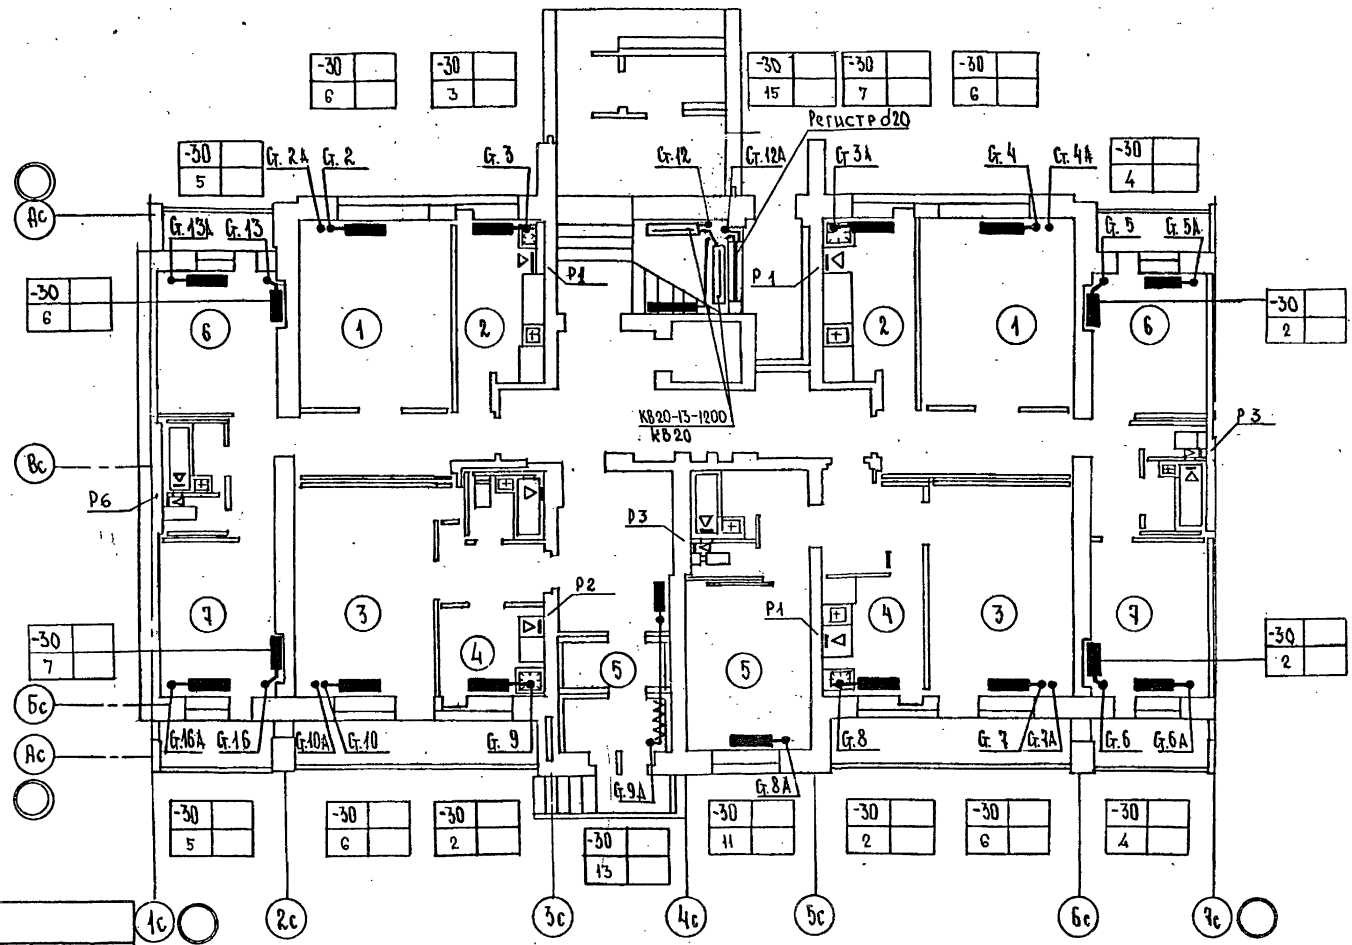 -30
6
-30
3
-30
15
-30
7
-30
6
Регистр d20
-30
5
Ст. 2А
Ст. 2
Ст. 3
Ст. 12
Ст. 12А
Ст. 3А
Ст. 4
Ст. 4А
-30
4
Ас
Ст. 13А
Ст. 13
Ст. 5
Ст. 5А
Р1
Р1
-30
6
-30
2
6
1
2
2
1
6
КВ20-13-1200
КВ20
Р3
Вс
Р6
Р3
Р2
Р1
7
3
4
5
5
4
3
7
-30
7
-30
2
Бс
Ст. 16А
Ст. 16
Ст. 10А
Ст. 10
Ст. 9
Ст. 8
Ст. 7
Ст. 7А
Ст. 6
Ст. 6А
Ас
Ст. 9А
Ст. 8А
-30
5
-30
6
-30
2
-30
13
-30
11
-30
2
-30
6
-30
4
1с
2с
3с
4с
5с
6с
7с